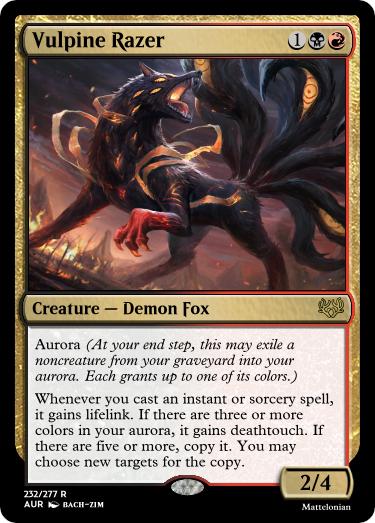 Vulpine Razer
1
Creature — Demon Fox
Aurora (At your end step, this may exile a
noncreature from your graveyard into your
aurora. Each grants up to one of its colors.)
Whenever you cast an instant or sorcery spell,
it gains lifelink. If there are three or more
colors in your aurora, it gains deathtouch. If
there are five or more, copy it. You may
choose new targets for the copy.
2/4
232/277 R
AUR BACH-ZIM
Mattelonian